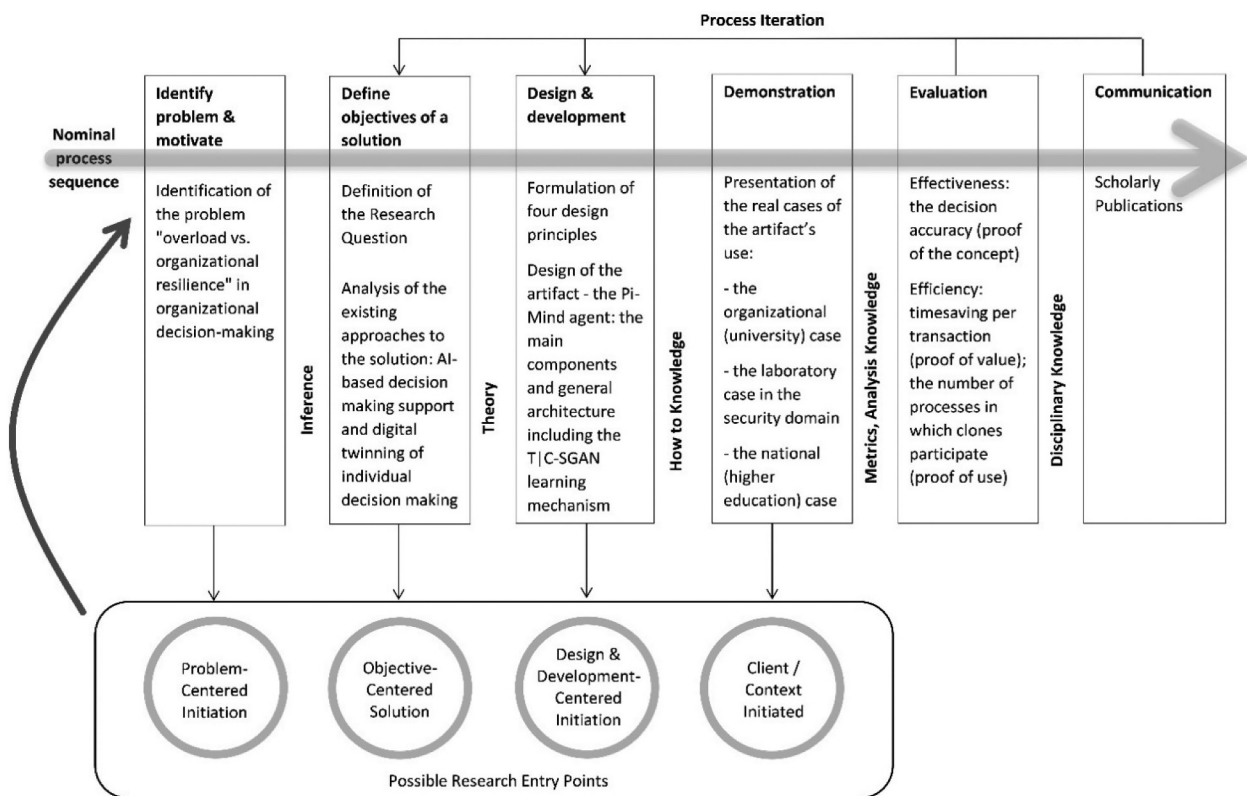 Process Iteration
Nominal
process
sequence
Identify
problem &
motivate
Identification of
the problem
"overload vs.
organizational
resilience" in
organizational
decision-making
Inference
Define
objectives of a
solution
Definition of
the Research
Question
Analysis of the
existing
approaches to
the solution: AI-
based decision
making support
and digital
twinning of
individual
decision making
Theory
Design &
development
Formulation of
four design
principles
Design of the
artifact - the Pi-
Mind agent: the
main
components
and general
architecture
including the
T|C-SGAN
learning
mechanism
How to Knowledge
Demonstration
Presentation of
the real cases of
the artifact's
use:
- the
organizational
(university) case
- the laboratory
case in the
security domain
- the national
(higher
education) case
Metrics, Analysis Knowledge
Evaluation
Effectiveness:
the decision
accuracy (proof
of the concept)
Efficiency:
timesaving per
transaction
(proof of value);
the number of
processes in
which clones
participate
(proof of use)
Disciplinary Knowledge
Communication
Scholarly
Publications
Problem-
Centered
Initiation
Objective-
Centered
Solution
Design &
Development-
Centered
Initiation
Client /
Context
Initiated
Possible Research Entry Points